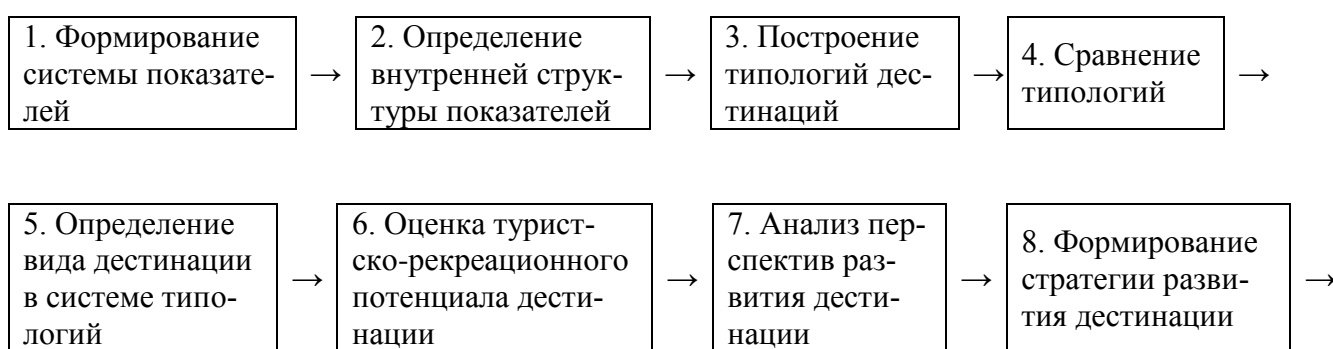 1. Формирование
системы показате-
лей
→
2. Определение
внутренней струк-
туры показателей
→
3. Построение
типологий дес-
тинаций
→
4. Сравнение
типологий
→
5. Определение
вида дестинации
в системе типо-
логий
→
6. Оценка турист-
ско-рекреационного
потенциала дести-
нации
→
7. Анализ пер-
спектив раз-
вития дести-
нации
→
8. Формирование
стратегии разви-
тия дестинации
→